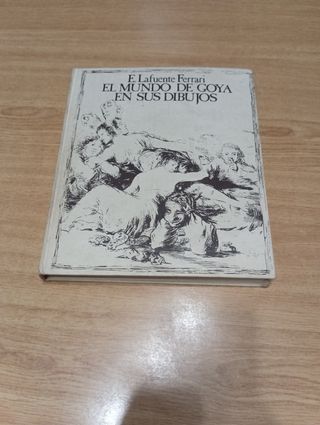 E. Lafuente Ferrari
EL MUNDO DE GOYA
EN SUS DIBUJOS